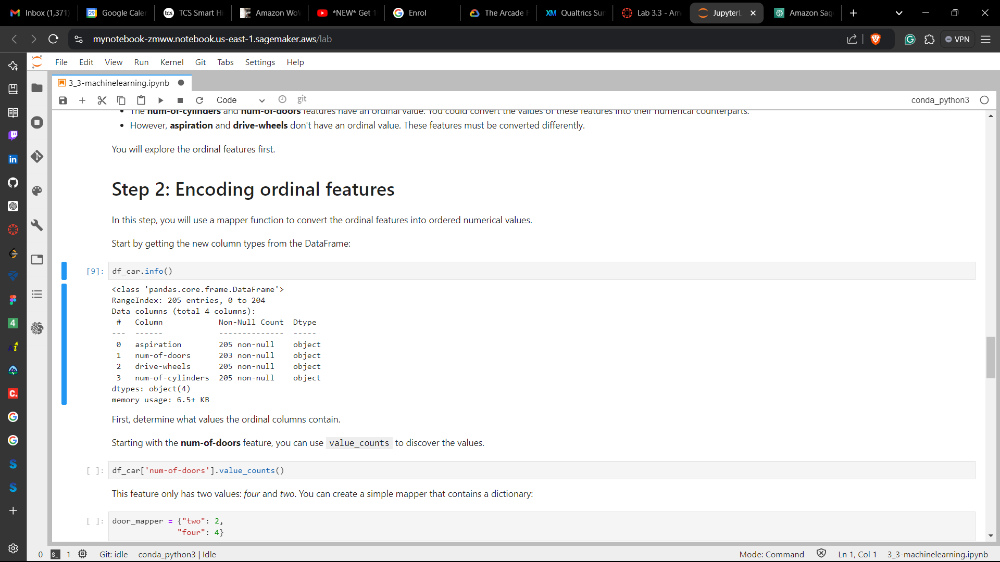 Inbox (1,371)
Google Caler
TCS Smart Hi
Amazon Wo
*NEW* Get 1
Enrol
The Arcade F
Qualtrics Sur
Lab 3.3 - Am
JupyterL
Amazon Sag
mynotebook-zmww.notebook.us-east-1.sagemaker.aws/lab
VPN
File Edit View Run Kernel Git Tabs Settings Help
3_3-machinelearning.ipynb
Code
git
conda_python3
• The num-of-cylinders and num-of-doors features have an ordinal value. You could convert the values of these features into their numerical counterparts.
• However, aspiration and drive-wheels don't have an ordinal value. These features must be converted differently.
You will explore the ordinal features first.
Step 2: Encoding ordinal features
In this step, you will use a mapper function to convert the ordinal features into ordered numerical values.
Start by getting the new column types from the DataFrame:
[9]: df_car.info()
<class 'pandas.core.frame.DataFrame'>
RangeIndex: 205 entries, 0 to 204
Data columns (total 4 columns):
 #   Column            Non-Null Count  Dtype
---  ------            --------------  -----
 0   aspiration        205 non-null    object
 1   num-of-doors      203 non-null    object
 2   drive-wheels      205 non-null    object
 3   num-of-cylinders  205 non-null    object
dtypes: object(4)
memory usage: 6.5+ KB
First, determine what values the ordinal columns contain.
Starting with the num-of-doors feature, you can use value_counts to discover the values.
[ ]: df_car['num-of-doors'].value_counts()
This feature only has two values: four and two. You can create a simple mapper that contains a dictionary:
[ ]: door_mapper = {"two": 2,
              "four": 4}
0 $_ 1 Git: idle conda_python3 | Idle
Mode: Command Ln 1, Col 1 3_3-machinelearning.ipynb